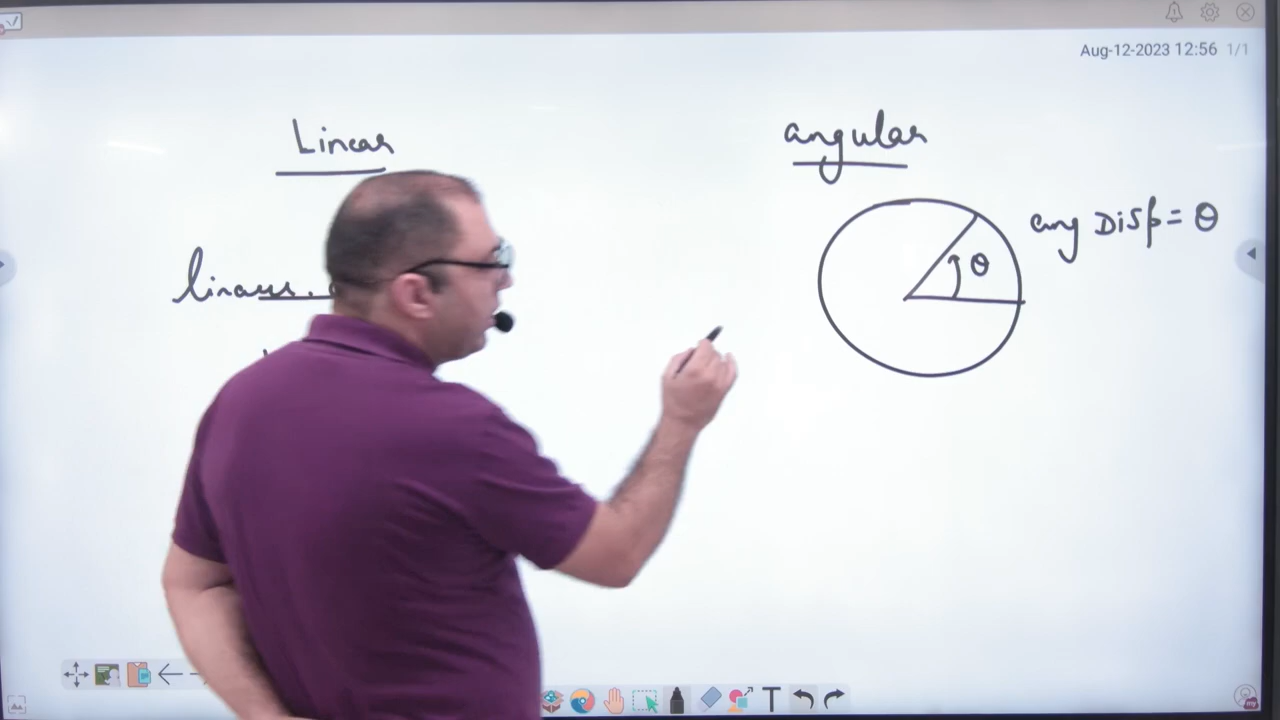 Aug-12-2023 12:56 1/1
Linear
angular
ang Disp = θ
θ
T